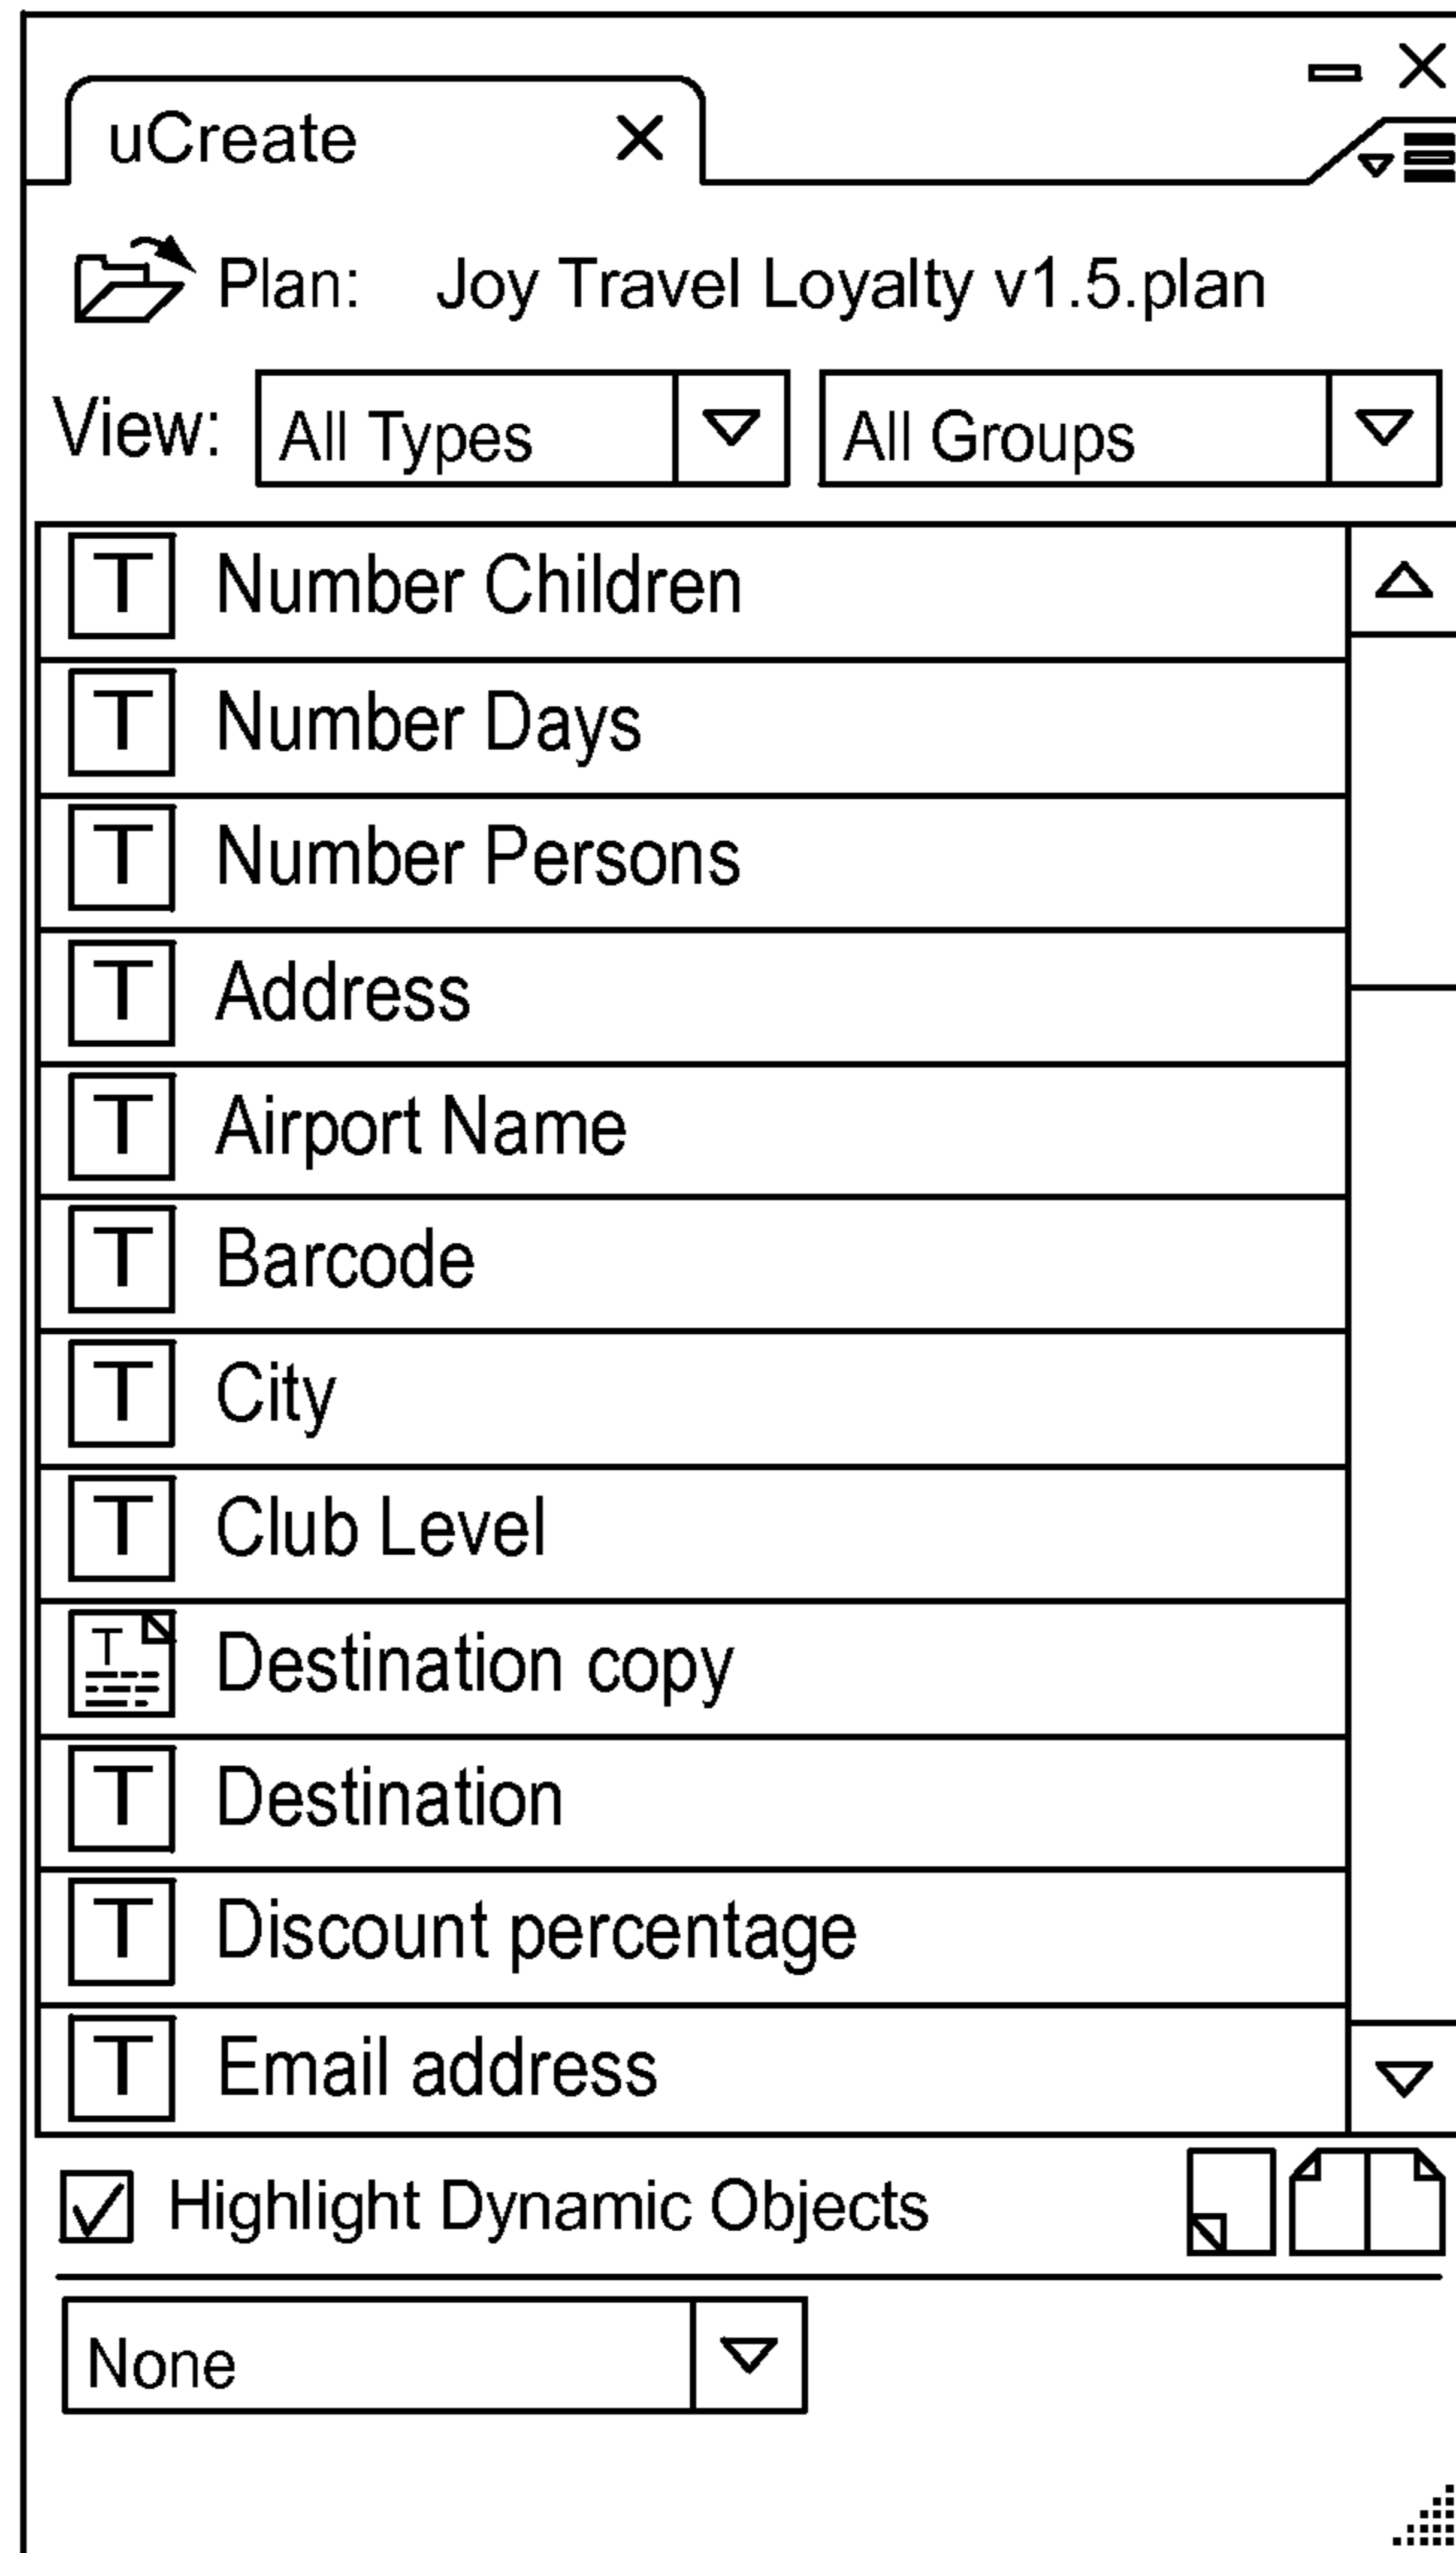 uCreate
Plan: Joy Travel Loyalty v1.5.plan
View: All Types All Groups
T Number Children
T Number Days
T Number Persons
T Address
T Airport Name
T Barcode
T City
T Club Level
T Destination copy
T Destination
T Discount percentage
T Email address
Highlight Dynamic Objects
None